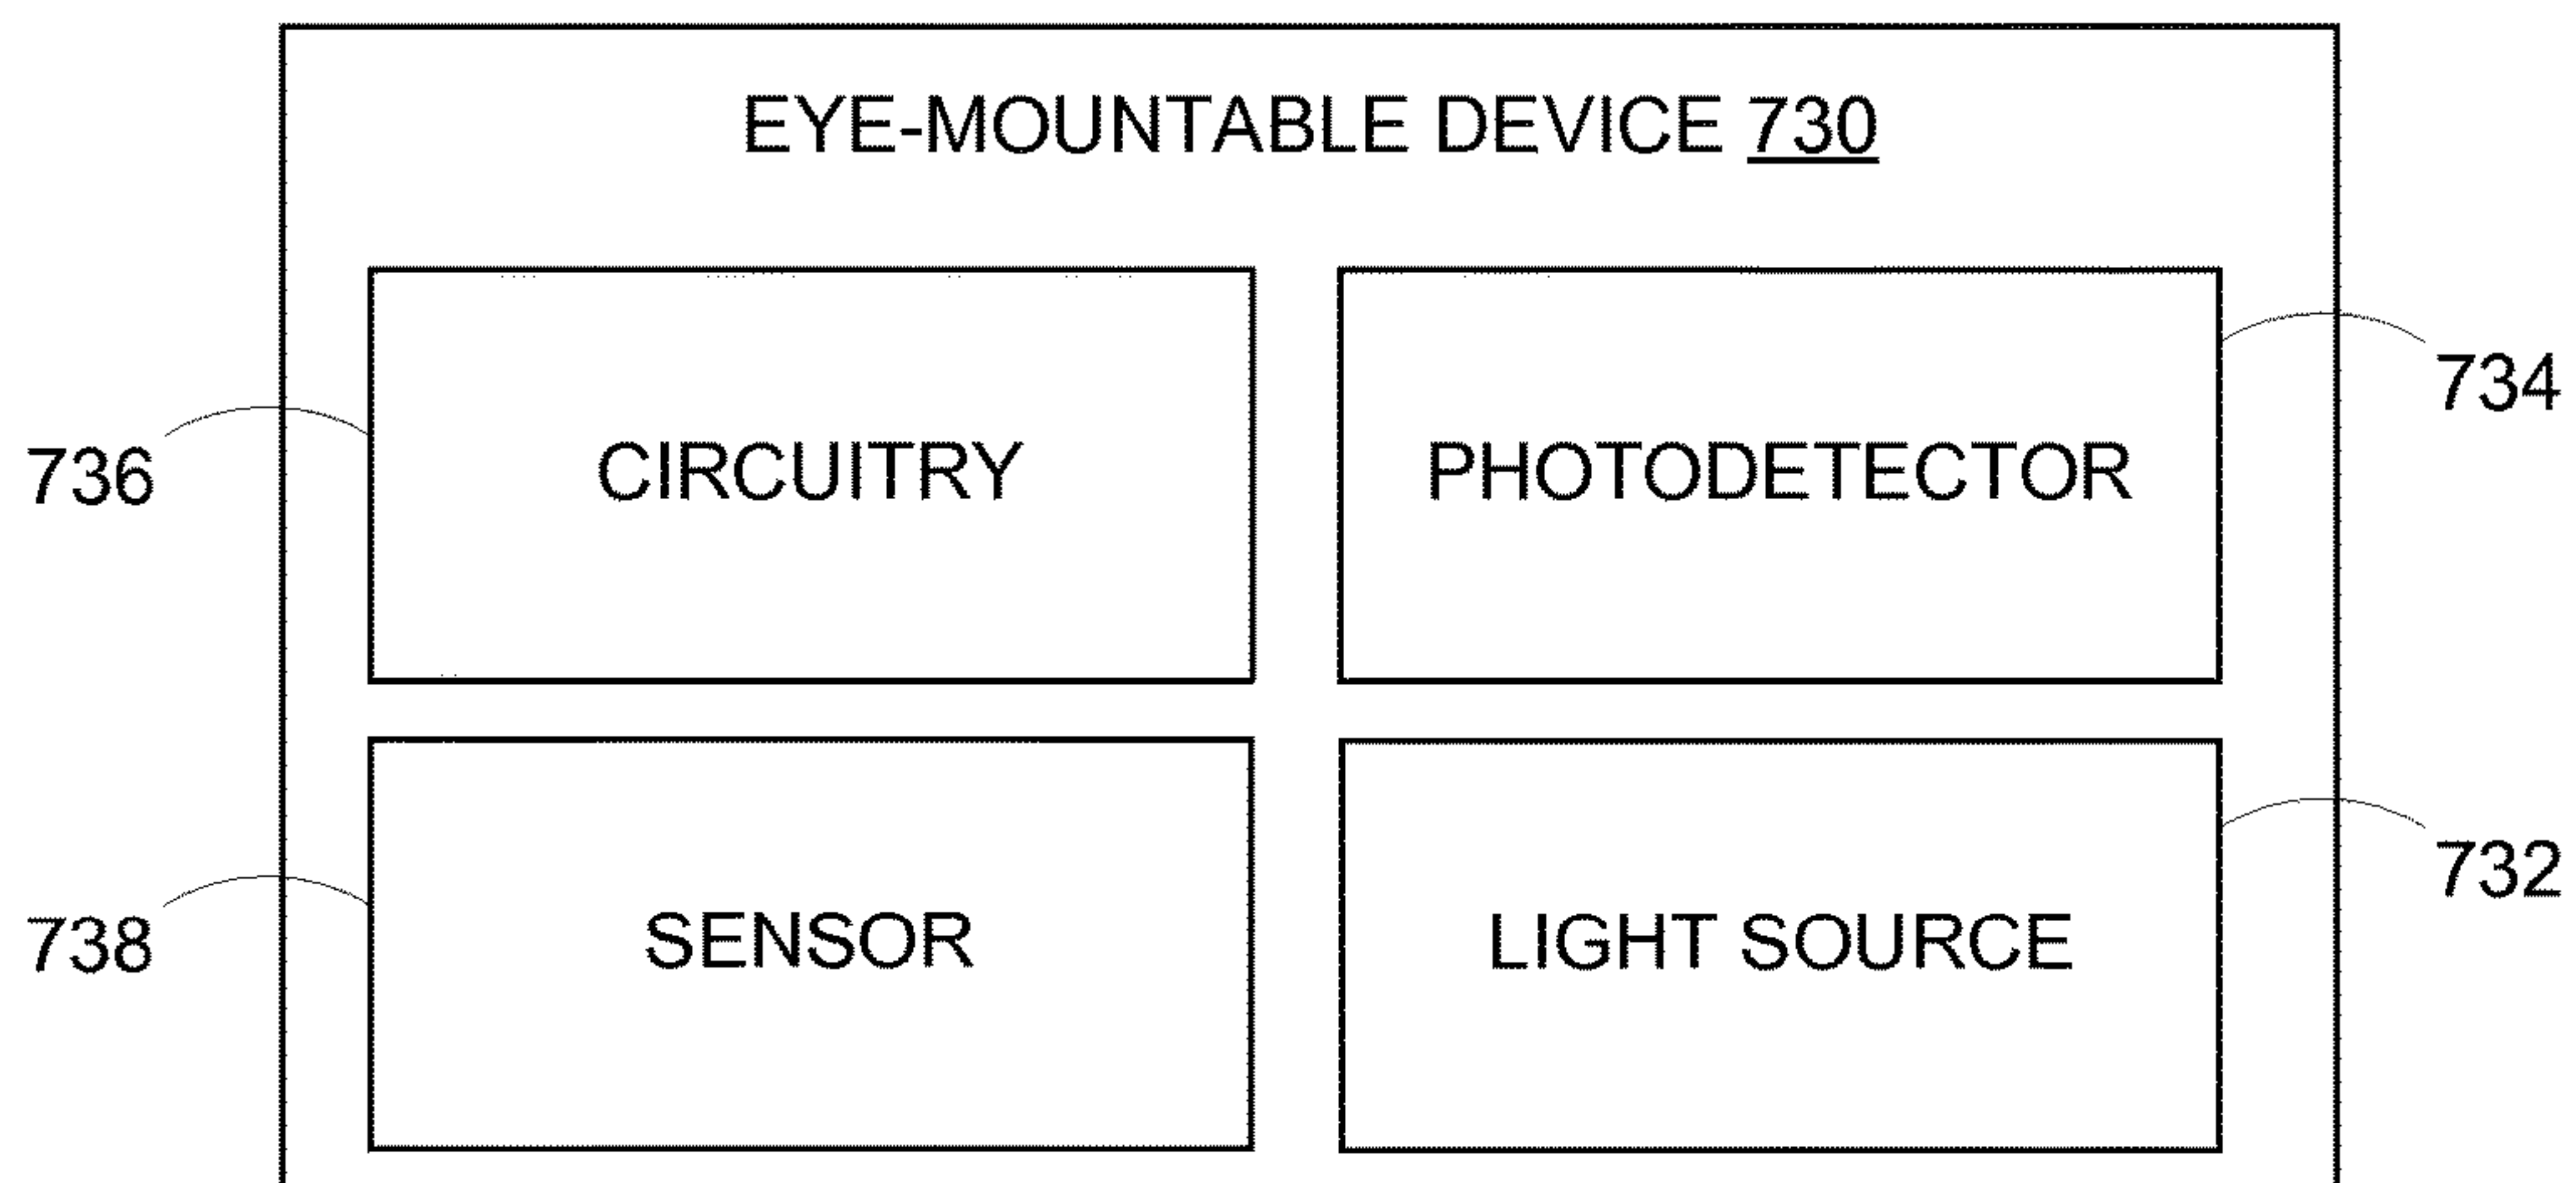 EYE-MOUNTABLE DEVICE 730
734
736
CIRCUITRY
PHOTODETECTOR
732
738
SENSOR
LIGHT SOURCE